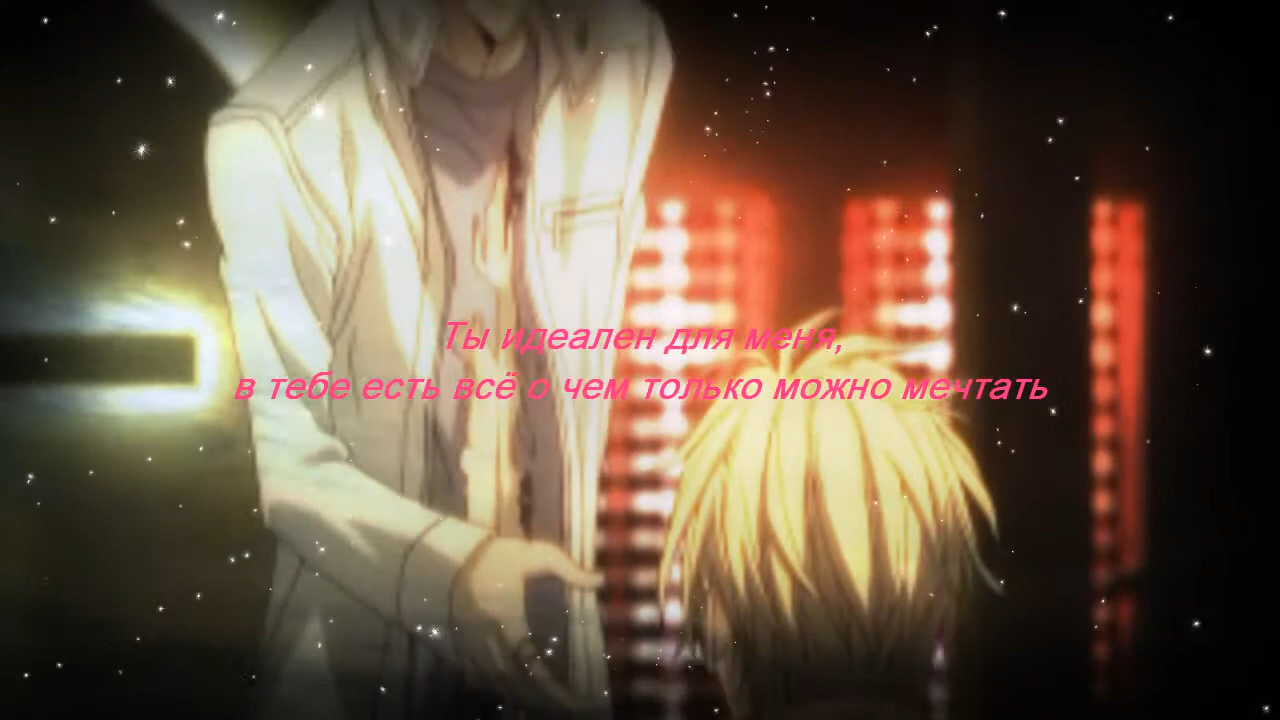 Ты идеален для меня,
в тебе есть всё о чем только можно мечтать